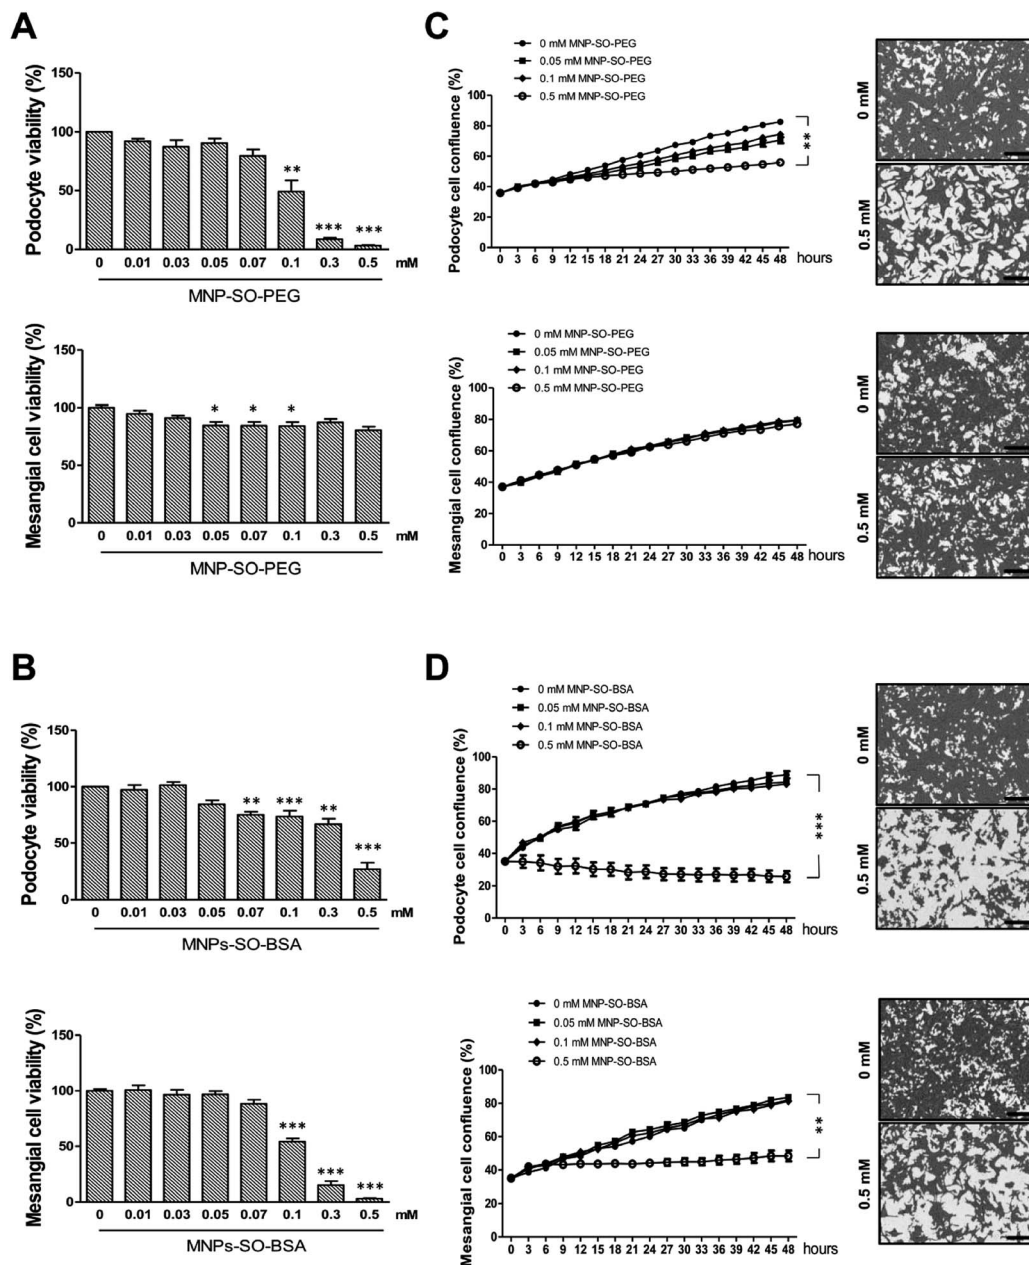 A
Podocyte viability (%)
150
100
50
0
** *** ***
0 0.01 0.03 0.05 0.07 0.1 0.3 0.5 mM
MNP-SO-PEG
Mesangial cell viability (%)
150
100
50
0
* * *
0 0.01 0.03 0.05 0.07 0.1 0.3 0.5 mM
MNP-SO-PEG
C
0 mM MNP-SO-PEG
0.05 mM MNP-SO-PEG
0.1 mM MNP-SO-PEG
0.5 mM MNP-SO-PEG
Podocyte cell confluence (%)
100
80
60
40
20
0
**
0 3 6 9 12 15 18 21 24 27 30 33 36 39 42 45 48 hours
0 mM
0.5 mM
0 mM MNP-SO-PEG
0.05 mM MNP-SO-PEG
0.1 mM MNP-SO-PEG
0.5 mM MNP-SO-PEG
Mesangial cell confluence (%)
100
80
60
40
20
0
0 3 6 9 12 15 18 21 24 27 30 33 36 39 42 45 48 hours
0 mM
0.5 mM
B
Podocyte viability (%)
150
100
50
0
** *** ** ***
0 0.01 0.03 0.05 0.07 0.1 0.3 0.5 mM
MNPs-SO-BSA
Mesangial cell viability (%)
150
100
50
0
*** *** ***
0 0.01 0.03 0.05 0.07 0.1 0.3 0.5 mM
MNPs-SO-BSA
D
0 mM MNP-SO-BSA
0.05 mM MNP-SO-BSA
0.1 mM MNP-SO-BSA
0.5 mM MNP-SO-BSA
Podocyte cell confluence (%)
100
80
60
40
20
0
***
0 3 6 9 12 15 18 21 24 27 30 33 36 39 42 45 48 hours
0 mM
0.5 mM
0 mM MNP-SO-BSA
0.05 mM MNP-SO-BSA
0.1 mM MNP-SO-BSA
0.5 mM MNP-SO-BSA
Mesangial cell confluence (%)
100
80
60
40
20
0
**
0 3 6 9 12 15 18 21 24 27 30 33 36 39 42 45 48 hours
0 mM
0.5 mM